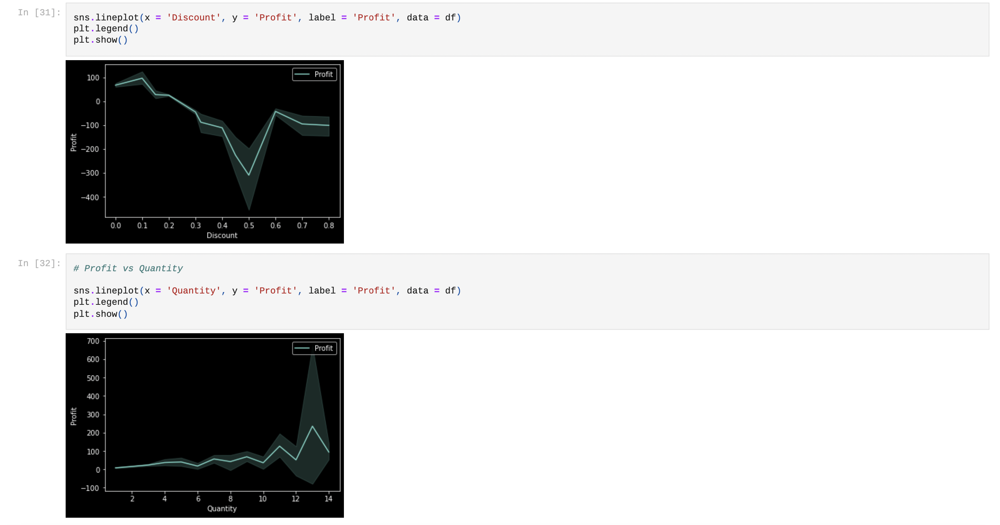 In [31]:
sns.lineplot(x = 'Discount', y = 'Profit', label = 'Profit', data = df)
plt.legend()
plt.show()
Profit
100
0
−100
−200
−300
−400
Profit
0.0 0.1 0.2 0.3 0.4 0.5 0.6 0.7 0.8
Discount
In [32]:
# Profit vs Quantity
sns.lineplot(x = 'Quantity', y = 'Profit', label = 'Profit', data = df)
plt.legend()
plt.show()
Profit
700
600
500
400
300
200
100
0
−100
Profit
2 4 6 8 10 12 14
Quantity